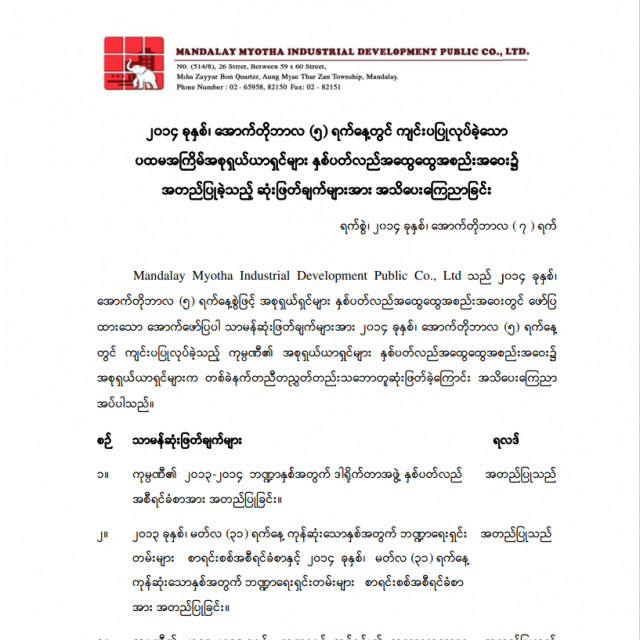 MANDALAY MYOTHA INDUSTRIAL DEVELOPMENT PUBLIC CO., LTD.
NO. (514/8), 26 Street, Between 59 x 60 Street,
Maha Zayyar Bon Quarter, Aung Myae Thar Zan Township, Mandalay.
Phone Number : 02 - 65958, 82150 Fax: 02 - 82151
၂၀၁၄ ခုနှစ်၊ အောက်တိုဘာလ (၅) ရက်နေ့တွင် ကျင်းပပြုလုပ်ခဲ့သော
ပထမအကြိမ်အစုရှယ်ယာရှင်များ နှစ်ပတ်လည်အထွေထွေအစည်းအဝေး၌
အတည်ပြုခဲ့သည့် ဆုံးဖြတ်ချက်များအား အသိပေးကြေညာခြင်း
ရက်စွဲ၊ ၂၀၁၄ ခုနှစ်၊ အောက်တိုဘာလ ( ၇ ) ရက်
Mandalay Myotha Industrial Development Public Co., Ltd သည် ၂၀၁၄ ခုနှစ်၊
အောက်တိုဘာလ (၅) ရက်နေ့စွဲဖြင့် အစုရှယ်ရှင်များ နှစ်ပတ်လည်အထွေထွေအစည်းအဝေးတွင် ဖော်ပြ
ထားသော အောက်ဖော်ပြပါ သာမန်ဆုံးဖြတ်ချက်များအား ၂၀၁၄ ခုနှစ်၊ အောက်တိုဘာလ (၅) ရက်နေ့
တွင် ကျင်းပပြုလုပ်ခဲ့သည့် ကုမ္ပဏီ၏ အစုရှယ်ယာရှင်များ နှစ်ပတ်လည်အထွေထွေအစည်းအဝေး၌
အစုရှယ်ယာရှင်များက တစ်ခဲနက်တညီတညွတ်တည်းသဘောတူဆုံးဖြတ်ခဲ့ကြောင်း အသိပေးကြေညာ
အပ်ပါသည်။
စဉ် သာမန်ဆုံးဖြတ်ချက်များ ရလဒ်
၁။ ကုမ္ပဏီ၏ ၂၀၁၃-၂၀၁၄ ဘဏ္ဍာနှစ်အတွက် ဒါရိုက်တာအဖွဲ့ နှစ်ပတ်လည် အတည်ပြုသည်
အစီရင်ခံစာအား အတည်ပြုခြင်း။
၂။ ၂၀၁၃ ခုနှစ်၊ မတ်လ (၃၁) ရက်နေ့ ကုန်ဆုံးသောနှစ်အတွက် ဘဏ္ဍာရေးရှင်း အတည်ပြုသည်
တမ်းများ စာရင်းစစ်အစီရင်ခံစာနှင့် ၂၀၁၄ ခုနှစ်၊ မတ်လ (၃၁) ရက်နေ့
ကုန်ဆုံးသောနှစ်အတွက် ဘဏ္ဍာရေးရှင်းတမ်းများ စာရင်းစစ်အစီရင်ခံစာ
အား အတည်ပြုခြင်း။